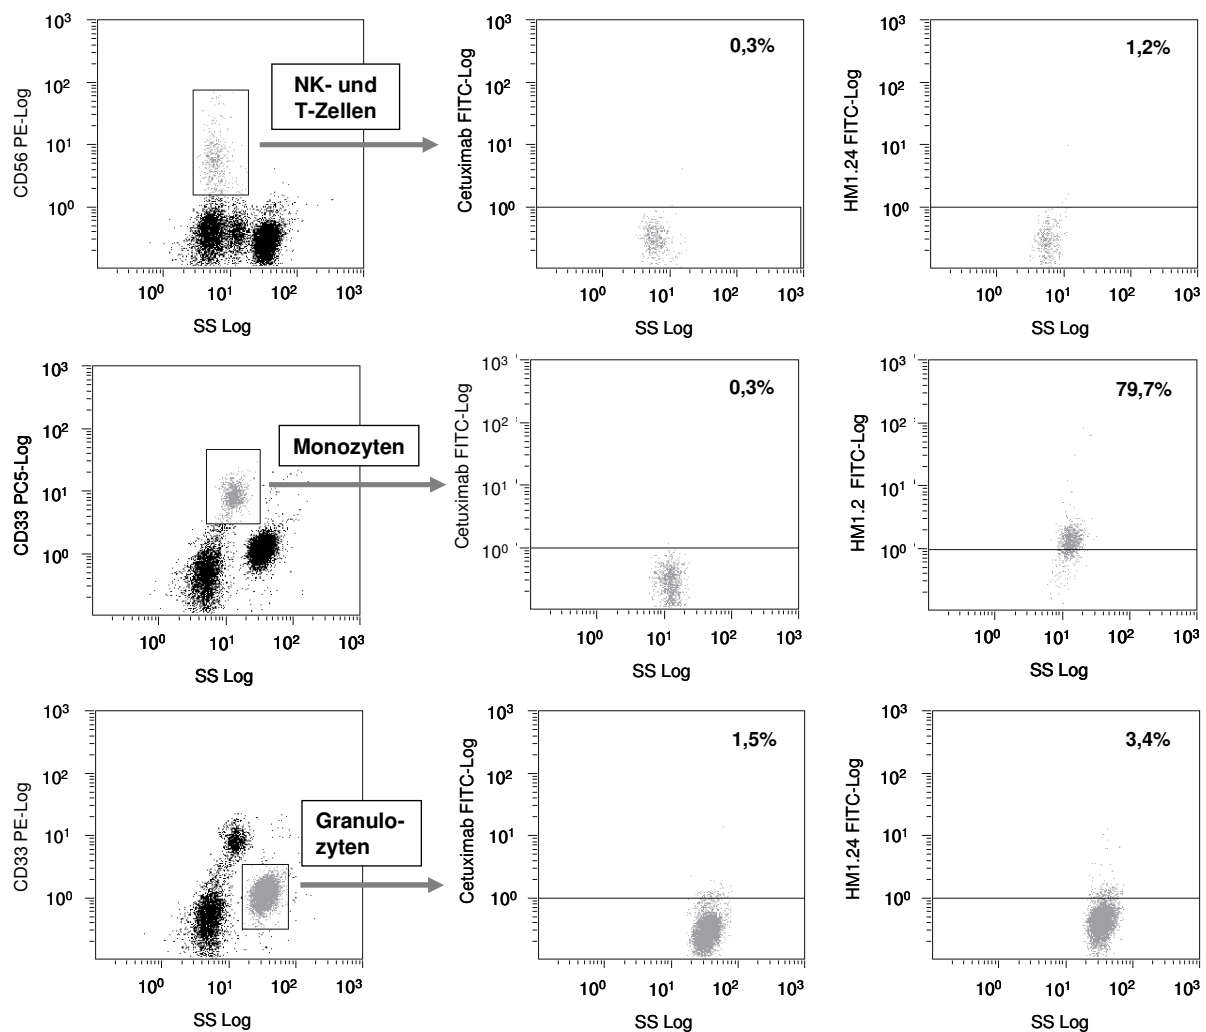 10³
10²
10¹
10⁰
CD56 PE-Log
10⁰ 10¹ 10² 10³
SS Log
NK- und
T-Zellen
10³
10²
10¹
10⁰
Cetuximab FITC-Log
0,3%
10⁰ 10¹ 10² 10³
SS Log
10³
10²
10¹
10⁰
HM1.24 FITC-Log
1,2%
10⁰ 10¹ 10² 10³
SS Log
10³
10²
10¹
10⁰
CD33 PC5-Log
10⁰ 10¹ 10² 10³
SS Log
Monozyten
10³
10²
10¹
10⁰
Cetuximab FITC-Log
0,3%
10⁰ 10¹ 10² 10³
SS Log
10³
10²
10¹
10⁰
HM1.2 FITC-Log
79,7%
10⁰ 10¹ 10² 10³
SS Log
10³
10²
10¹
10⁰
CD33 PE-Log
10⁰ 10¹ 10² 10³
SS Log
Granulo-
zyten
10³
10²
10¹
10⁰
Cetuximab FITC-Log
1,5%
10⁰ 10¹ 10² 10³
SS Log
10³
10²
10¹
10⁰
HM1.24 FITC-Log
3,4%
10⁰ 10¹ 10² 10³
SS Log